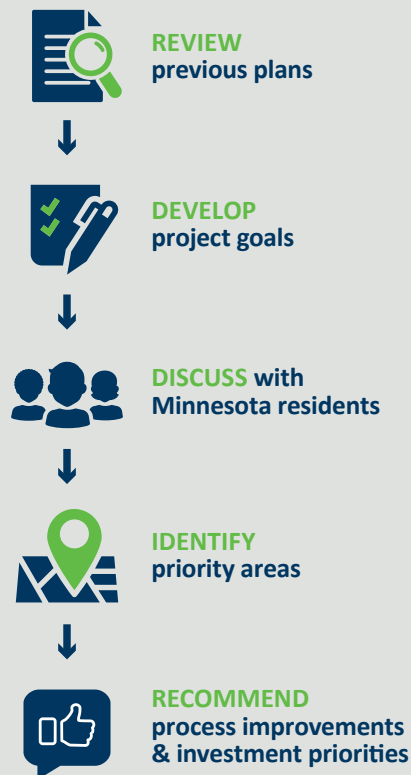 REVIEW
previous plans
DEVELOP
project goals
DISCUSS with
Minnesota residents
IDENTIFY
priority areas
RECOMMEND
process improvements
& investment priorities